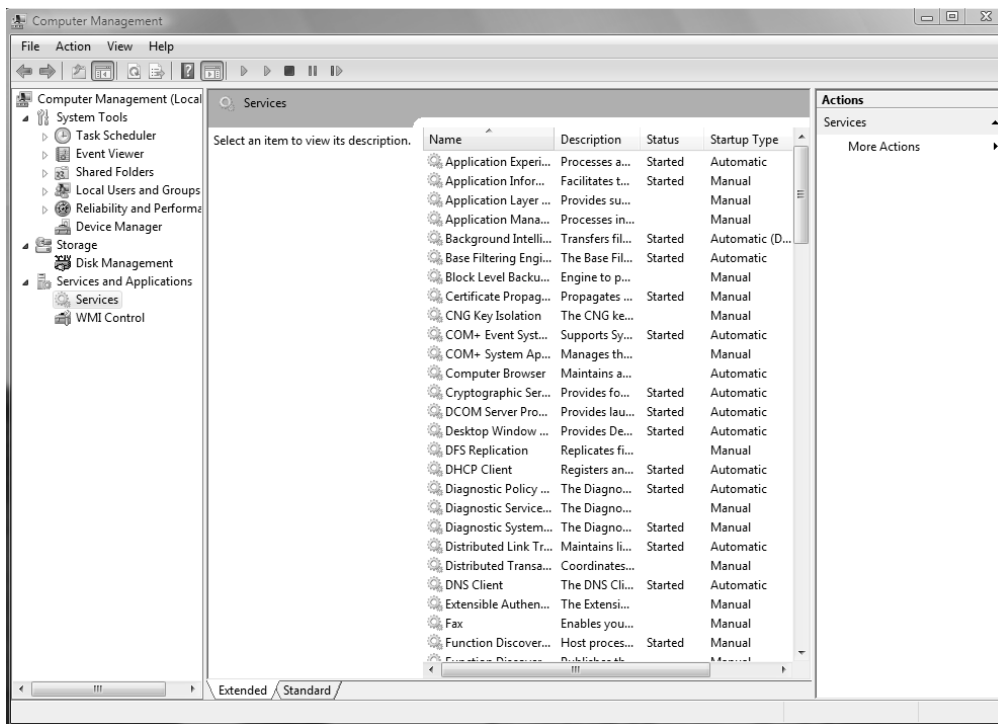 Computer Management
File Action View Help
Computer Management (Local
System Tools
Task Scheduler
Event Viewer
Shared Folders
Local Users and Groups
Reliability and Performa
Device Manager
Storage
Disk Management
Services and Applications
Services
WMI Control
Services
Select an item to view its description.
Name Description Status Startup Type
Application Experi... Processes a... Started Automatic
Application Infor... Facilitates t... Started Manual
Application Layer ... Provides su... Manual
Application Mana... Processes in... Manual
Background Intelli... Transfers fil... Started Automatic (D...
Base Filtering Engi... The Base Fil... Started Automatic
Block Level Backu... Engine to p... Manual
Certificate Propag... Propagates ... Started Manual
CNG Key Isolation The CNG ke... Manual
COM+ Event Syst... Supports Sy... Started Automatic
COM+ System Ap... Manages th... Manual
Computer Browser Maintains a... Automatic
Cryptographic Ser... Provides fo... Started Automatic
DCOM Server Pro... Provides lau... Started Automatic
Desktop Window ... Provides De... Started Automatic
DFS Replication Replicates fi... Manual
DHCP Client Registers an... Started Automatic
Diagnostic Policy ... The Diagno... Started Automatic
Diagnostic Service... The Diagno... Manual
Diagnostic System... The Diagno... Started Manual
Distributed Link Tr... Maintains li... Started Automatic
Distributed Transa... Coordinates... Manual
DNS Client The DNS Cli... Started Automatic
Extensible Authen... The Extensi... Manual
Fax Enables you... Manual
Function Discover... Host proces... Started Manual
Extended Standard
Actions
Services
More Actions